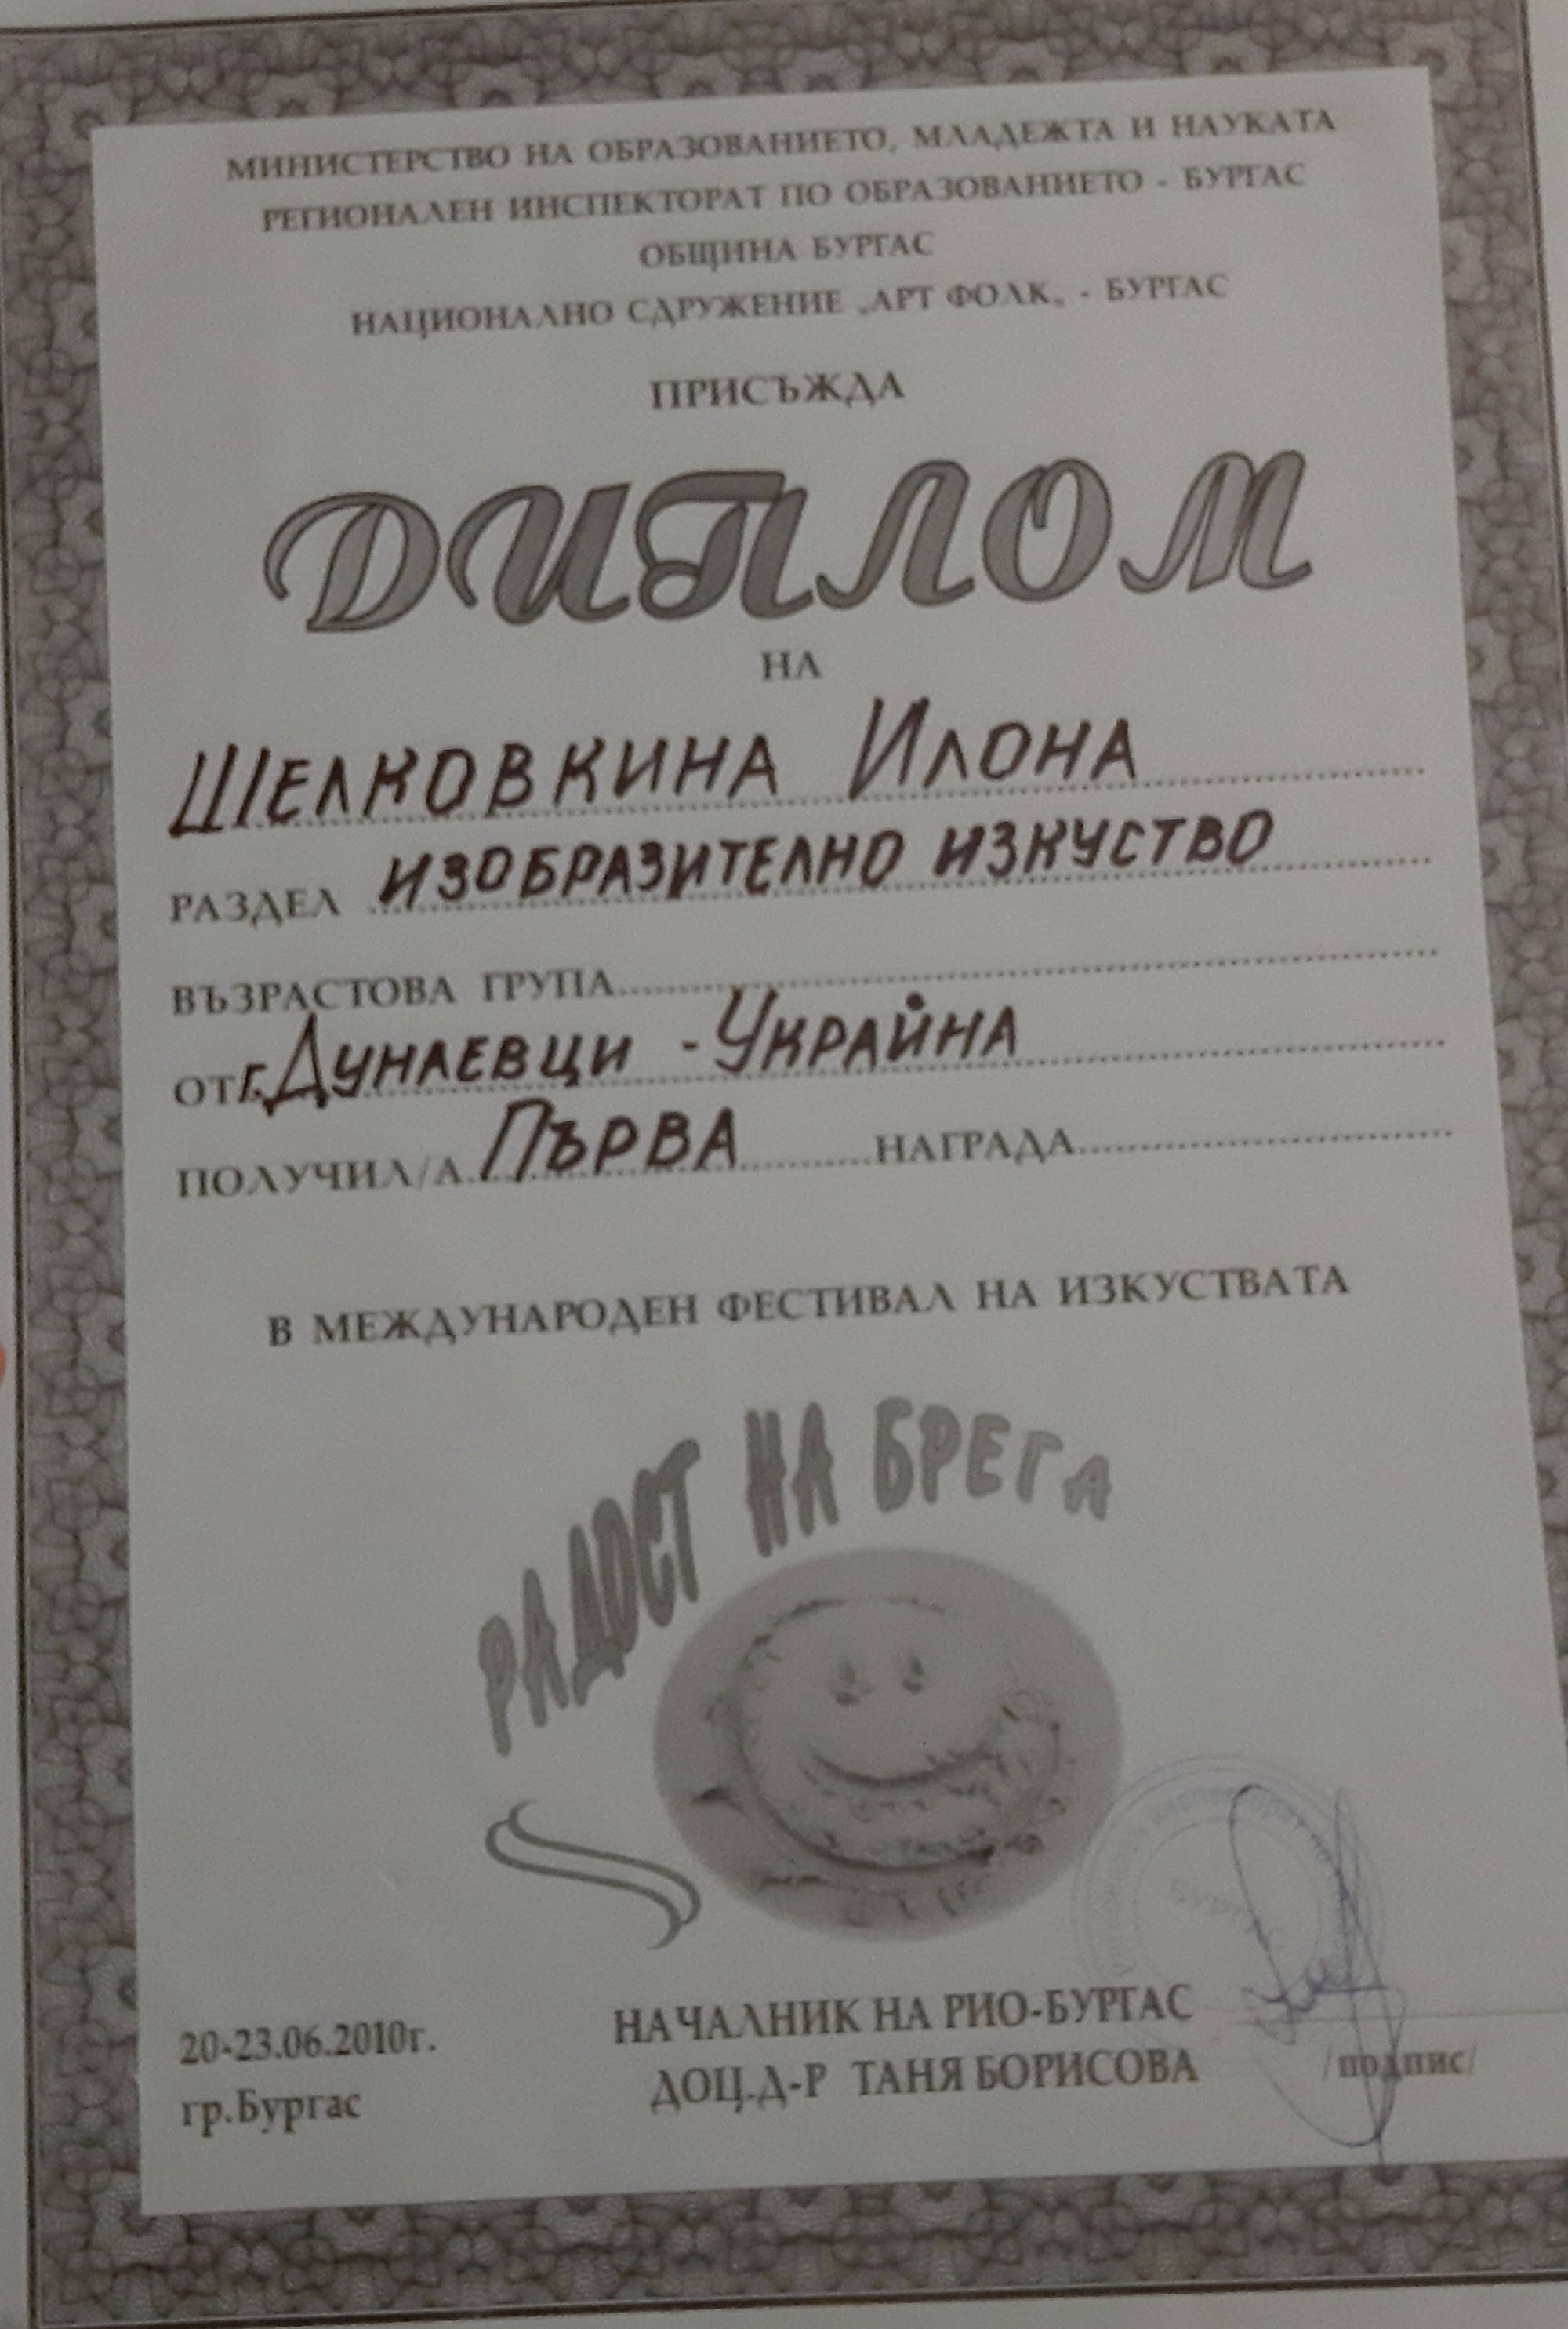 МИНИСТЕРСТВО НА ОБРАЗОВАНИЕТО, МЛАДЕЖТА И НАУКАТА
РЕГИОНАЛЕН ИНСПЕКТОРАТ ПО ОБРАЗОВАНИЕТО - БУРГАС
ОБЩИНА БУРГАС
НАЦИОНАЛНО СДРУЖЕНИЕ „АРТ ФОЛК„ - БУРГАС
ПРИСЪЖДА
ДИПЛОМ
НА
ШЕЛКОВКИНА ИЛОНА
РАЗДЕЛ ИЗОБРАЗИТЕЛНО ИЗКУСТВО
ВЪЗРАСТОВА ГРУПА
ОТ г. ДУНАЕВЦИ - УКРАЙНА
ПОЛУЧИЛ/А ПЪРВА НАГРАДА
В МЕЖДУНАРОДЕН ФЕСТИВАЛ НА ИЗКУСТВАТА
РАДОСТ НА БРЕГА
БУРГАС
20-23.06.2010г. НАЧАЛНИК НА РИО-БУРГАС
гр.Бургас ДОЦ.Д-Р ТАНЯ БОРИСОВА /подпис/